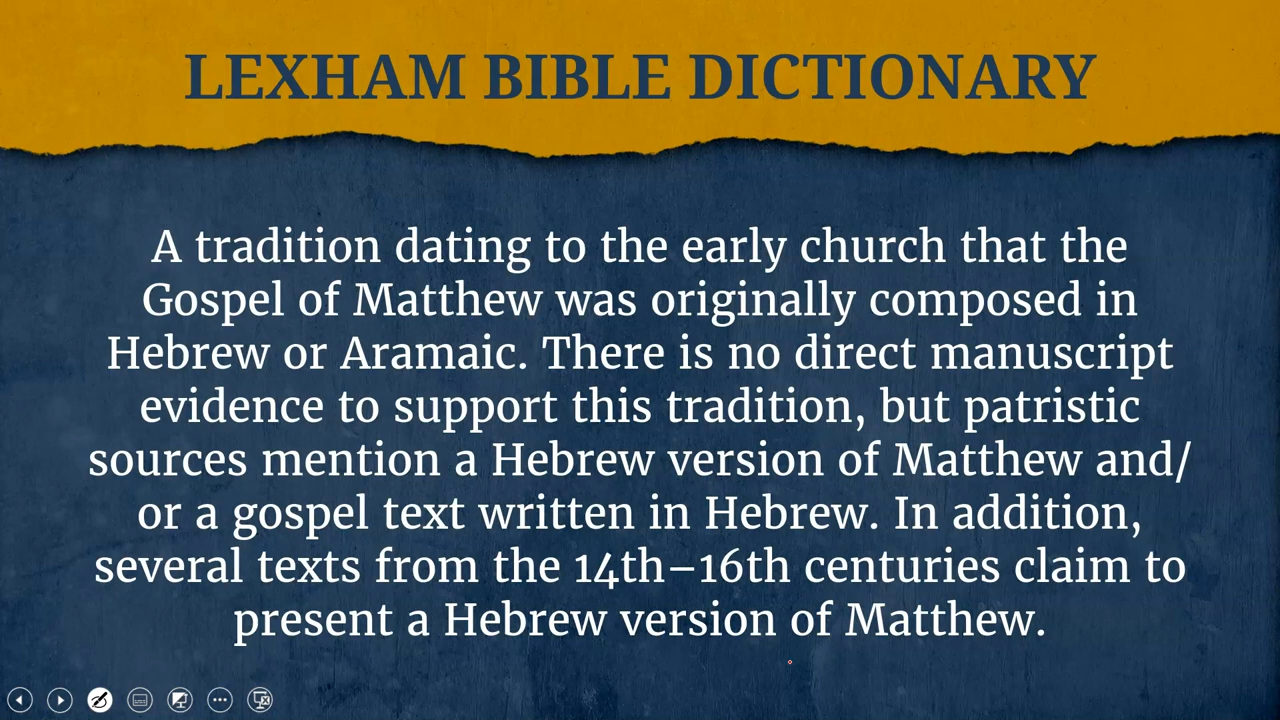 LEXHAM BIBLE DICTIONARY
A tradition dating to the early church that the
Gospel of Matthew was originally composed in
Hebrew or Aramaic. There is no direct manuscript
evidence to support this tradition, but patristic
sources mention a Hebrew version of Matthew and/
or a gospel text written in Hebrew. In addition,
several texts from the 14th–16th centuries claim to
present a Hebrew version of Matthew.